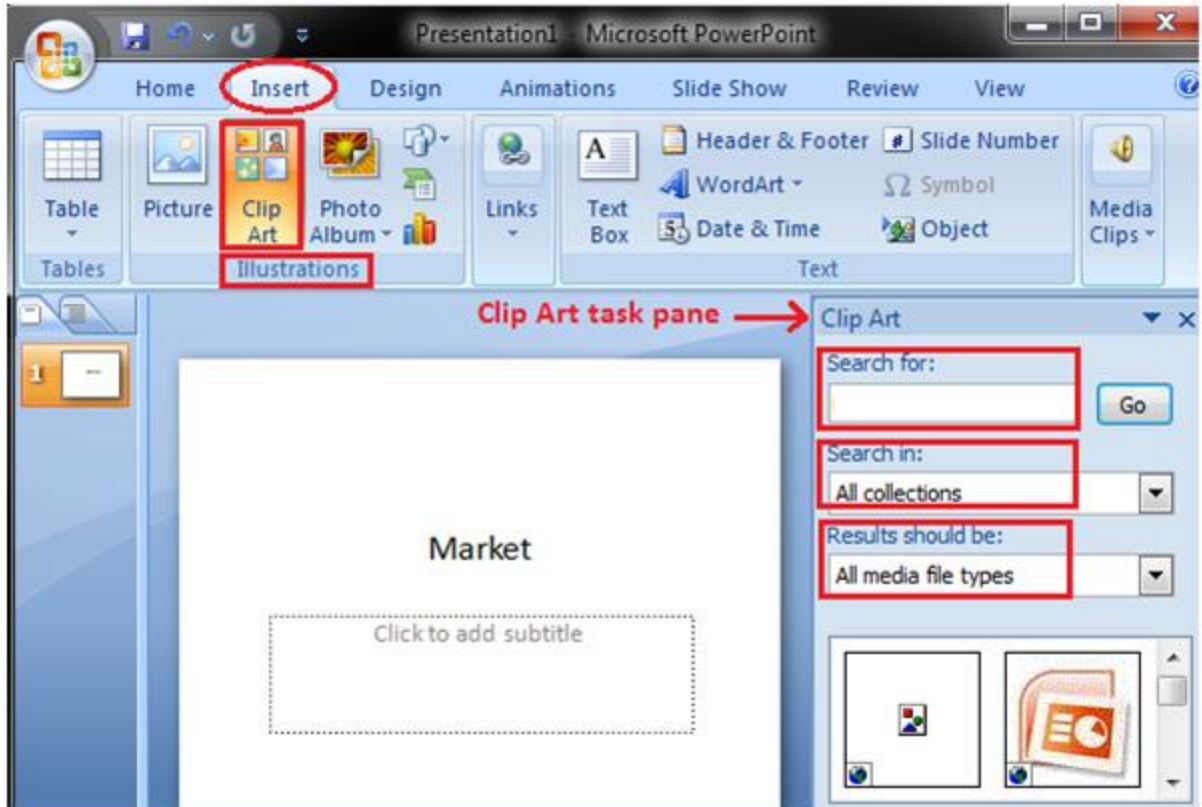 Presentation1 - Microsoft PowerPoint
Home Insert Design Animations Slide Show Review View
Table
Tables
Picture
Clip
Art
Photo
Album
Illustrations
Links
A
Text
Box
Header & Footer
WordArt
5 Date & Time
# Slide Number
Ω Symbol
Object
Text
Media
Clips
1
Clip Art task pane
Market
Click to add subtitle
Clip Art
Search for:
Go
Search in:
All collections
Results should be:
All media file types